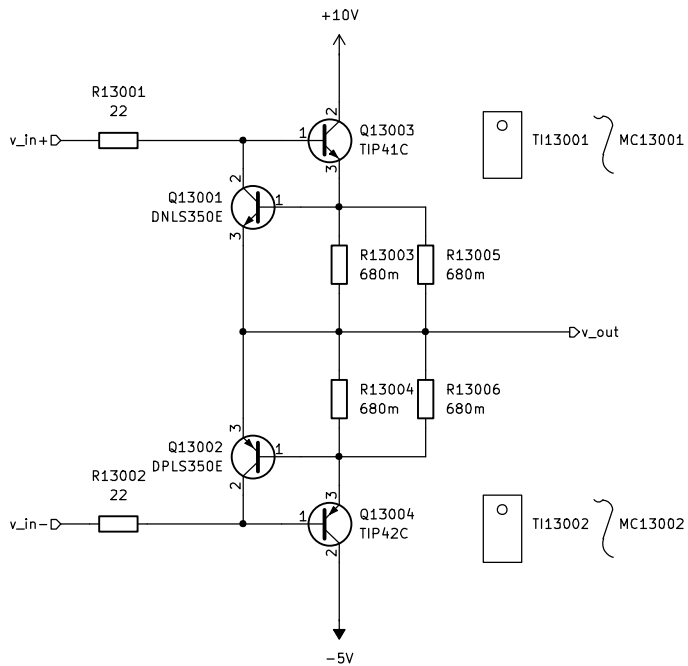 +10V
R13001
22
v_in+
1
2
3
Q13003
TIP41C
TI13001
MC13001
Q13001
DNLS350E
2
1
3
R13003
680m
R13005
680m
v_out
R13004
680m
R13006
680m
Q13002
DPLS350E
3
1
2
R13002
22
v_in-
1
3
2
Q13004
TIP42C
TI13002
MC13002
-5V